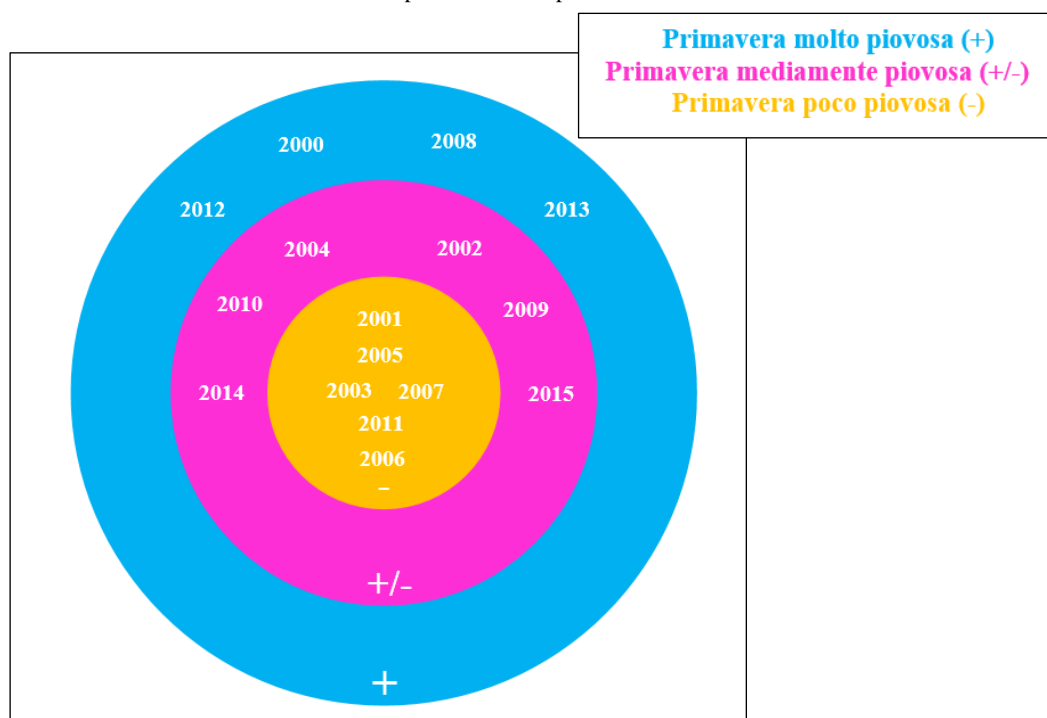 Primavera molto piovosa (+)
Primavera mediamente piovosa (+/-)
Primavera poco piovosa (-)
2000 2008
2012 2013
2004 2002
2010 2009
2001
2005
2014 2003 2007 2015
2011
2006
–
+/-
+